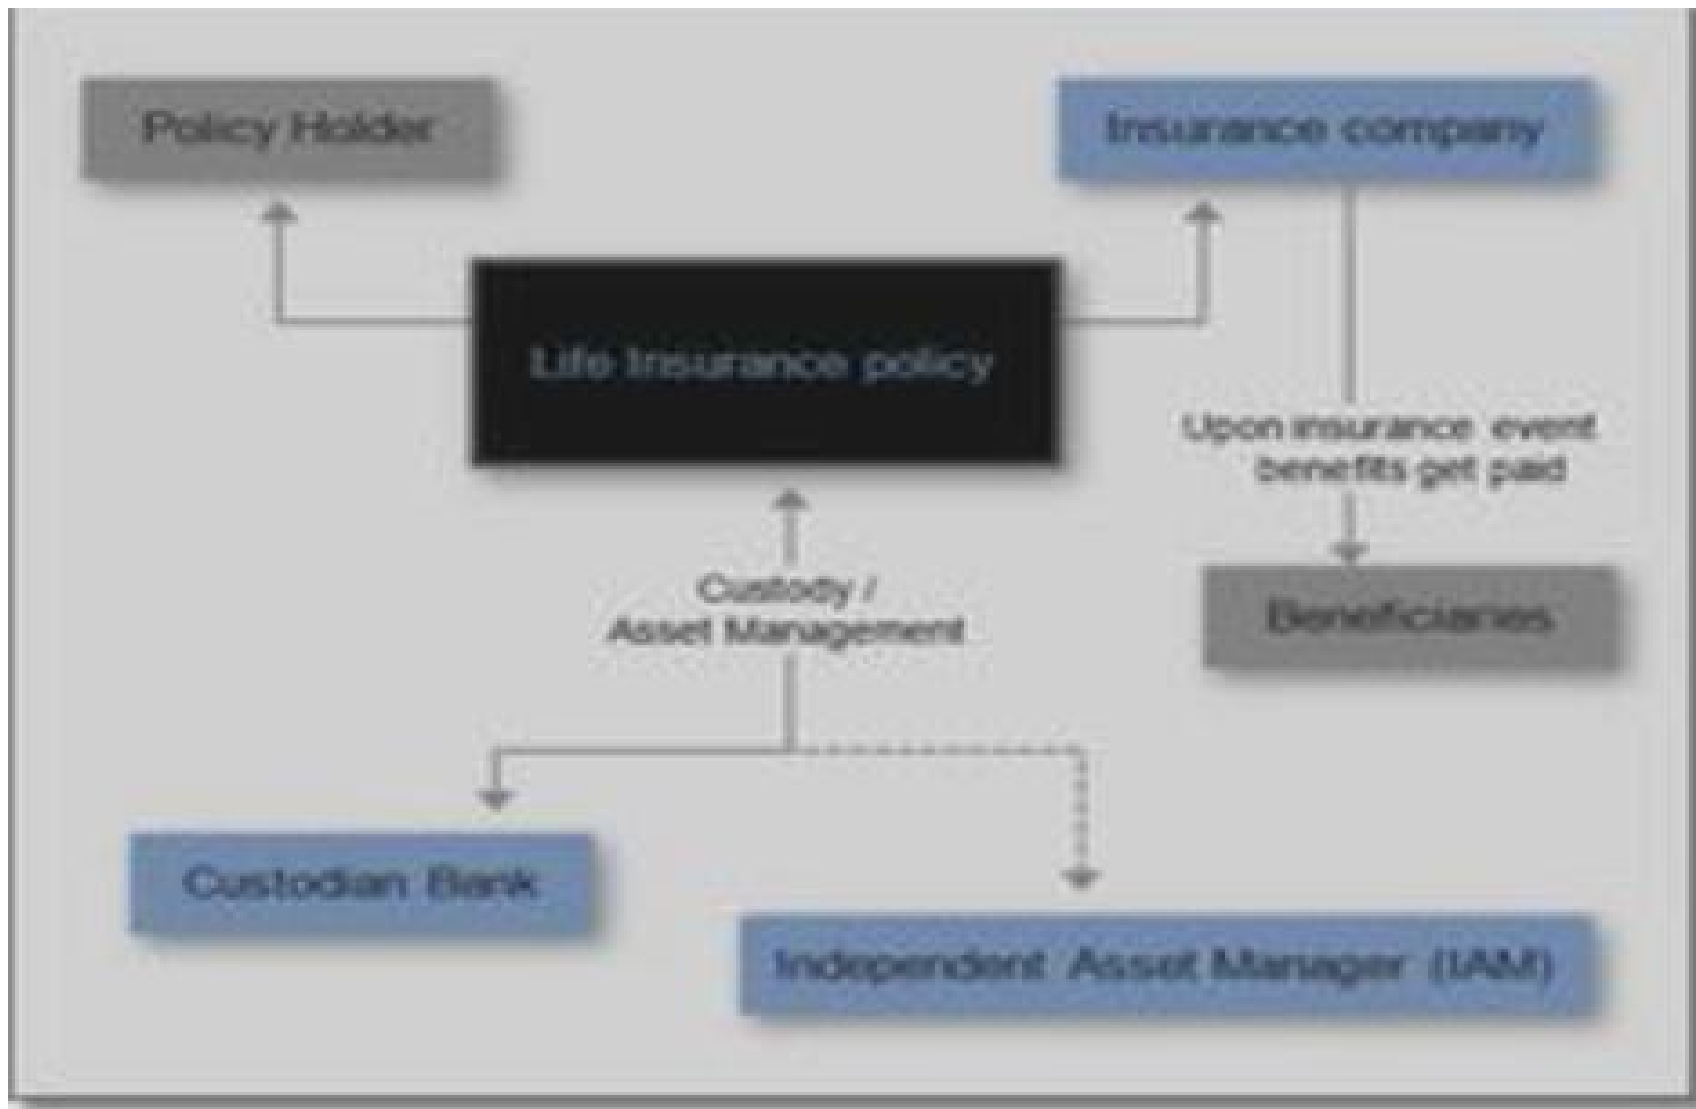 Policy Holder
Insurance company
Life Insurance policy
Upon insurance event
benefits get paid
Custody /
Asset Management
Beneficiaries
Custodian Bank
Independent Asset Manager (IAM)